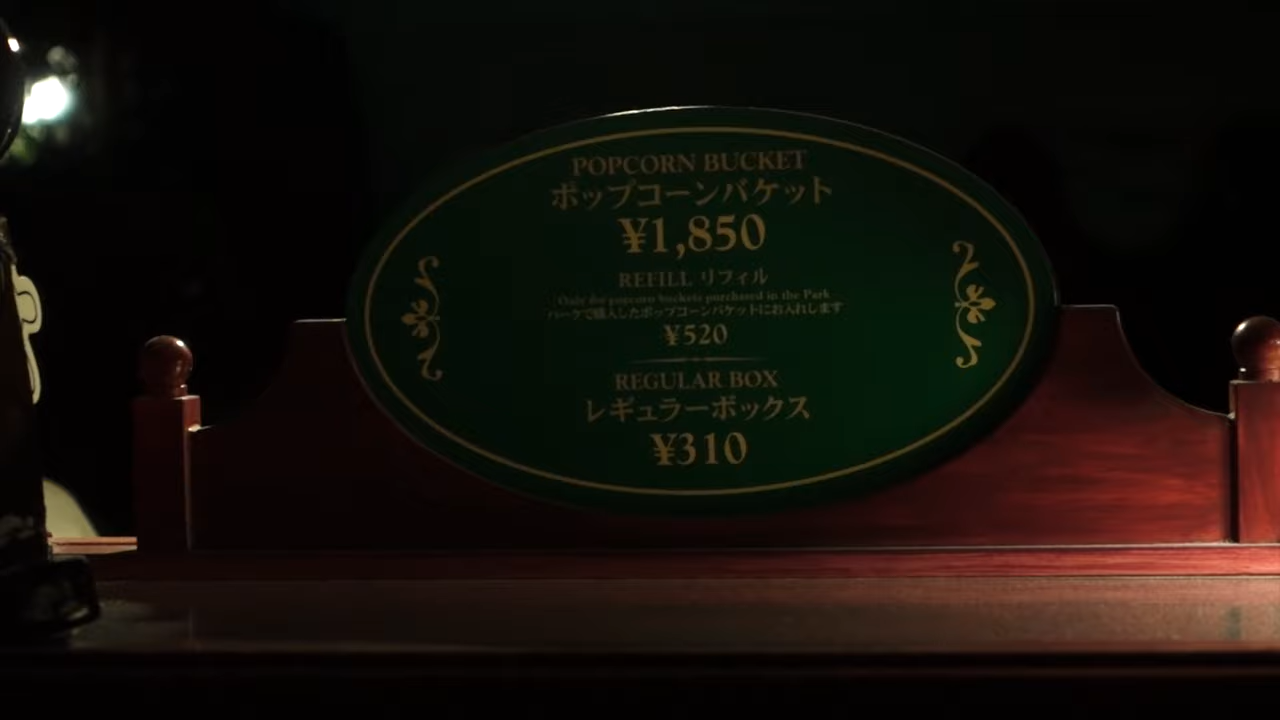 POPCORN BUCKET
ポップコーンバケット
¥1,850
REFILL リフィル
Only for popcorn buckets purchased in the Park
パークで購入したポップコーンバケットにお入れします
¥520
REGULAR BOX
レギュラーボックス
¥310